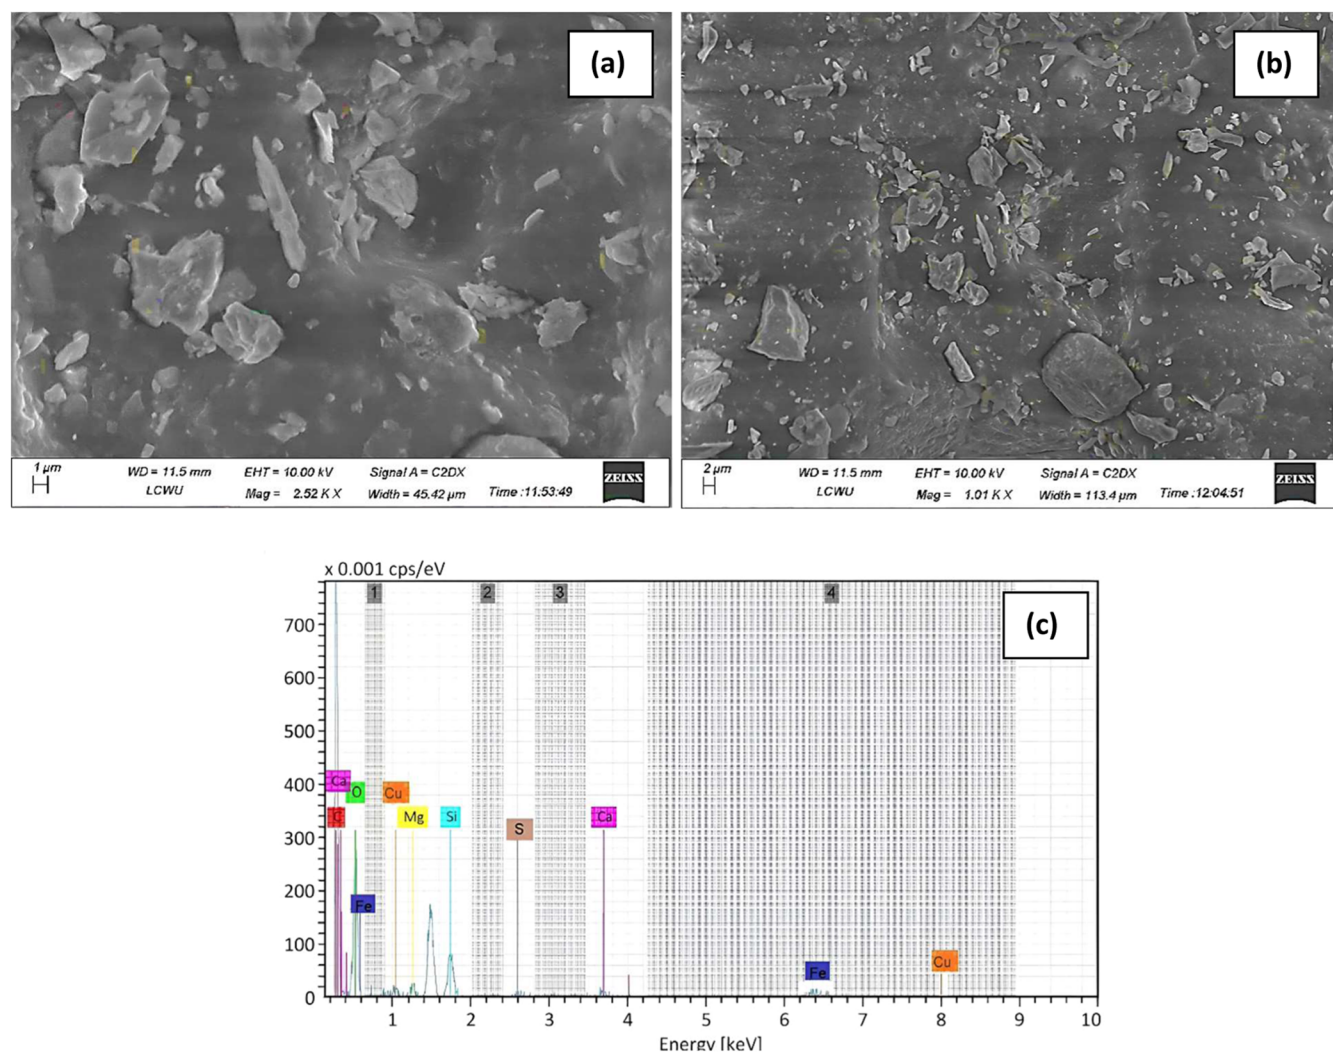 (a)
(b)
1 µm
WD = 11.5 mm
EHT = 10.00 kV
Signal A = C2DX
ZEISS
LCWU
Mag = 2.52 K X
Width = 45.42 µm
Time :11:53:49
2 µm
WD = 11.5 mm
EHT = 10.00 kV
Signal A = C2DX
ZEISS
LCWU
Mag = 1.01 K X
Width = 113.4 µm
Time :12:04:51
x 0.001 cps/eV
1
2
3
4
(c)
700
600
500
400
300
200
100
0
Ca
O
Cu
C
Mg
Si
S
Ca
Fe
Fe
Cu
1 2 3 4 5 6 7 8 9 10
Energy [keV]